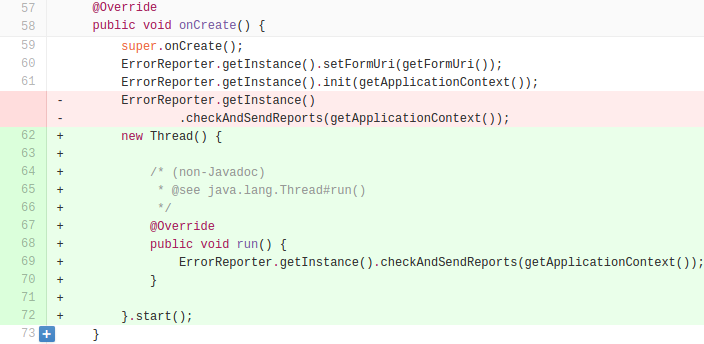 57 @Override
58 public void onCreate() {
59 super.onCreate();
60 ErrorReporter.getInstance().setFormUri(getFormUri());
61 ErrorReporter.getInstance().init(getApplicationContext());
- ErrorReporter.getInstance()
- .checkAndSendReports(getApplicationContext());
62 + new Thread() {
63 +
64 + /* (non-Javadoc)
65 + * @see java.lang.Thread#run()
66 + */
67 + @Override
68 + public void run() {
69 + ErrorReporter.getInstance().checkAndSendReports(getApplicationContext());
70 + }
71 +
72 + }.start();
73 + }